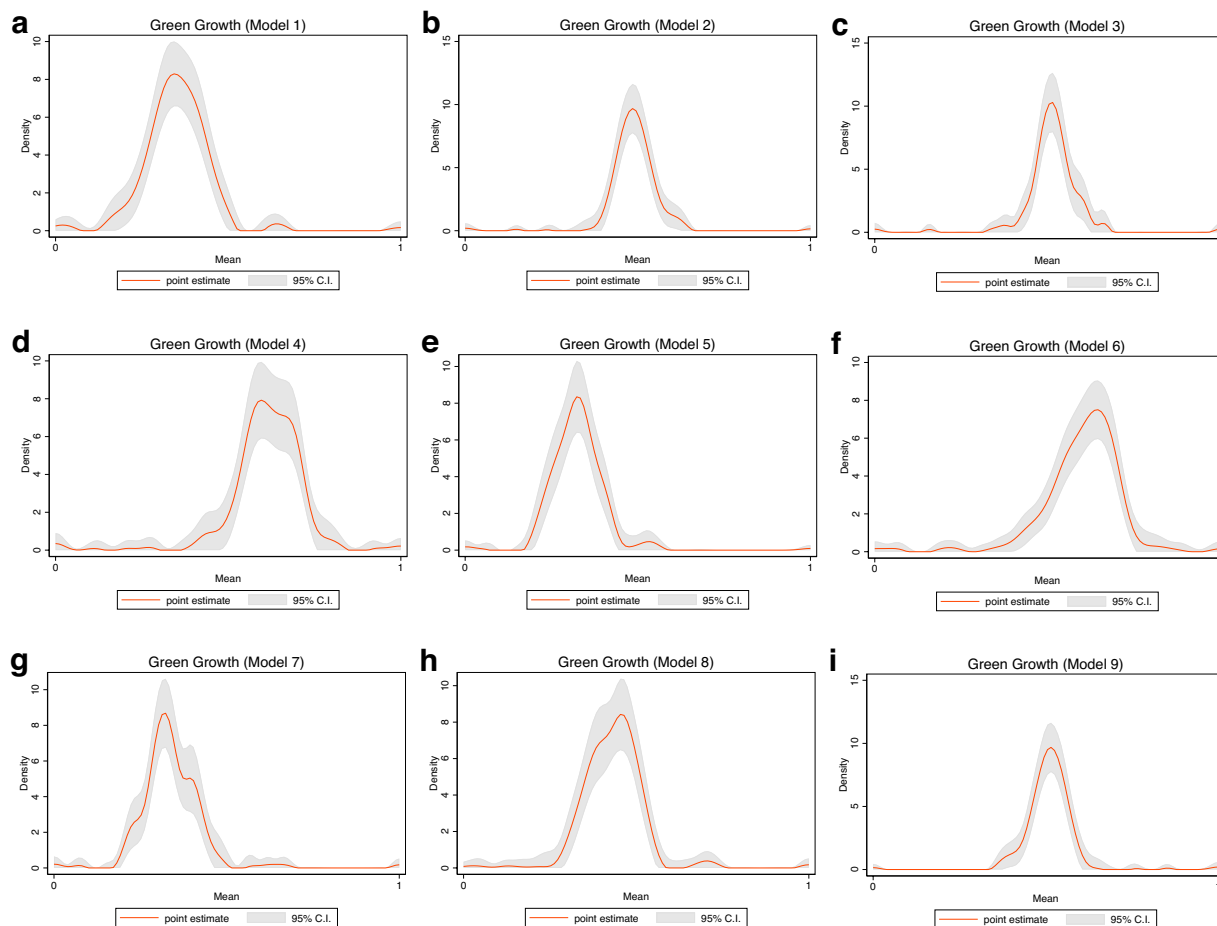 a
Green Growth (Model 1)
Density
0 2 4 6 8 10
0 1
Mean
point estimate 95% C.I.
b
Green Growth (Model 2)
Density
0 5 10 15
0 1
Mean
point estimate 95% C.I.
c
Green Growth (Model 3)
Density
0 5 10 15
0
Mean
point estimate 95% C.I.
d
Green Growth (Model 4)
Density
0 2 4 6 8 10
0 1
Mean
point estimate 95% C.I.
e
Green Growth (Model 5)
Density
0 2 4 6 8 10
0 1
Mean
point estimate 95% C.I.
f
Green Growth (Model 6)
Density
0 2 4 6 8 10
0
Mean
point estimate 95% C.I.
g
Green Growth (Model 7)
Density
0 2 4 6 8 10
0 1
Mean
point estimate 95% C.I.
h
Green Growth (Model 8)
Density
0 2 4 6 8 10
0 1
Mean
point estimate 95% C.I.
i
Green Growth (Model 9)
Density
0 5 10 15
0
Mean
point estimate 95% C.I.